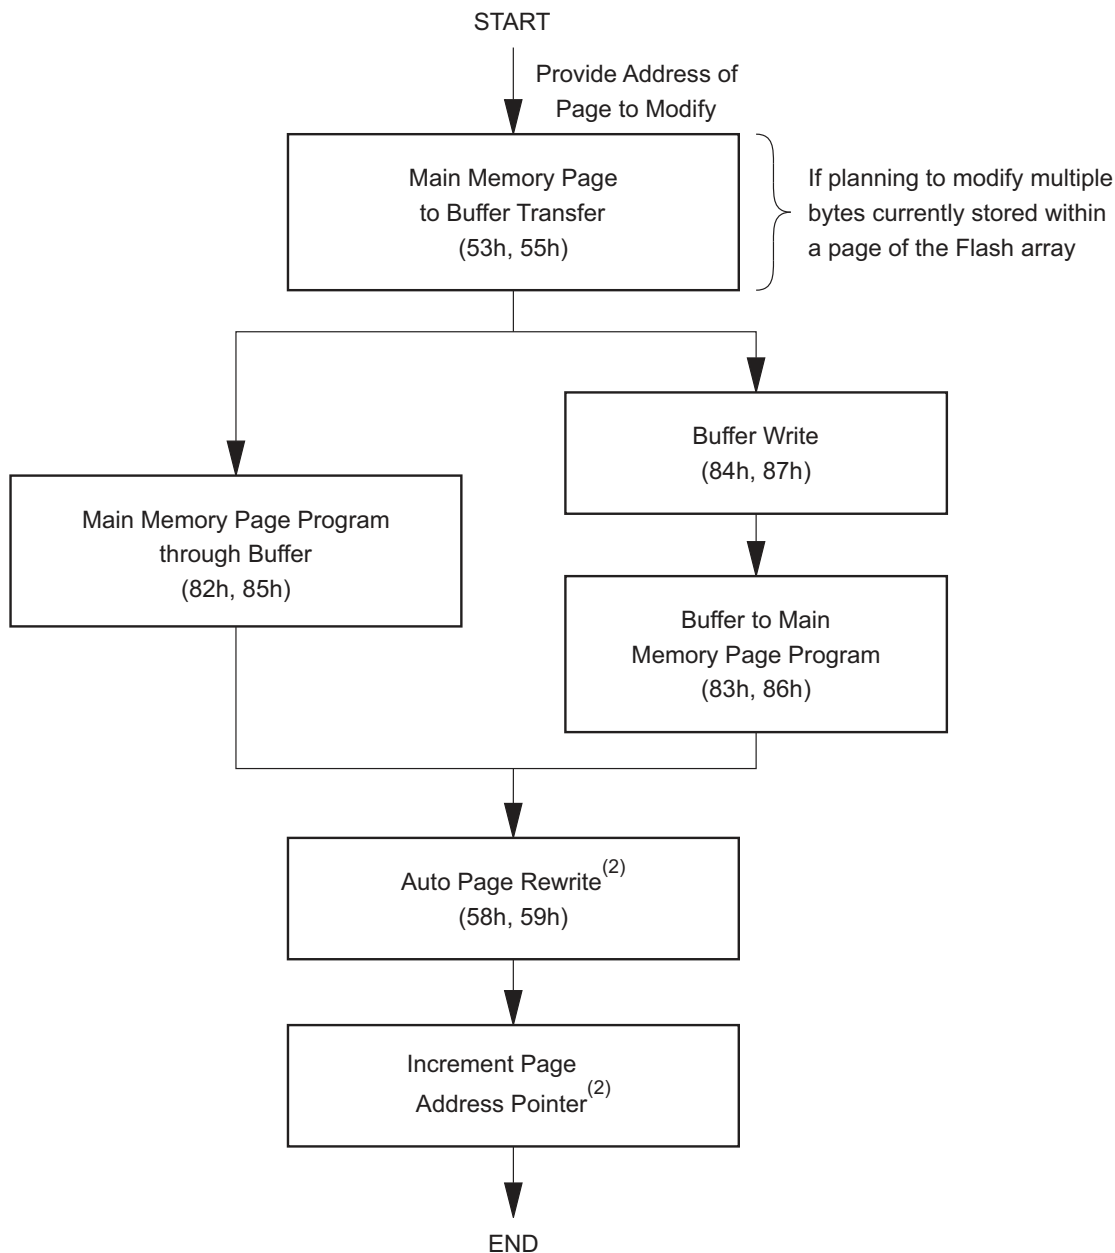 START
Provide Address of
Page to Modify
Main Memory Page
to Buffer Transfer
(53h, 55h)
If planning to modify multiple
bytes currently stored within
a page of the Flash array
Buffer Write
(84h, 87h)
Main Memory Page Program
through Buffer
(82h, 85h)
Buffer to Main
Memory Page Program
(83h, 86h)
Auto Page Rewrite(2)
(58h, 59h)
Increment Page
Address Pointer(2)
END